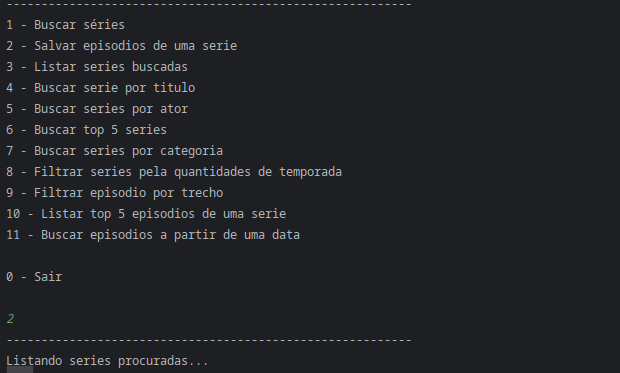 ----------------------------------------------------------
1 - Buscar séries
2 - Salvar episodios de uma serie
3 - Listar series buscadas
4 - Buscar serie por titulo
5 - Buscar series por ator
6 - Buscar top 5 series
7 - Buscar series por categoria
8 - Filtrar series pela quantidades de temporada
9 - Filtrar episodio por trecho
10 - Listar top 5 episodios de uma serie
11 - Buscar episodios a partir de uma data
0 - Sair
2
----------------------------------------------------------
Listando series procuradas...